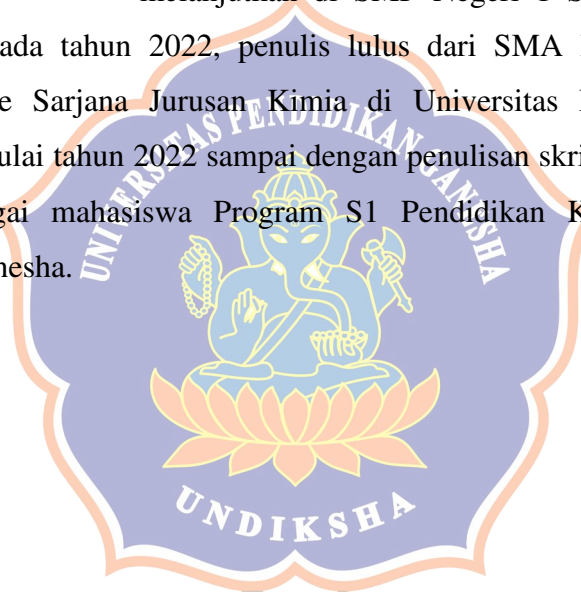 melanjutkan di SMP Negeri 1 S
ada tahun 2022, penulis lulus dari SMA
e Sarjana Jurusan Kimia di Universitas
ulai tahun 2022 sampai dengan penulisan skri
gai mahasiswa Program S1 Pendidikan K
nesha.
UNIVERSITAS PENDIDIKAN GANESHA
UNDIKSHA